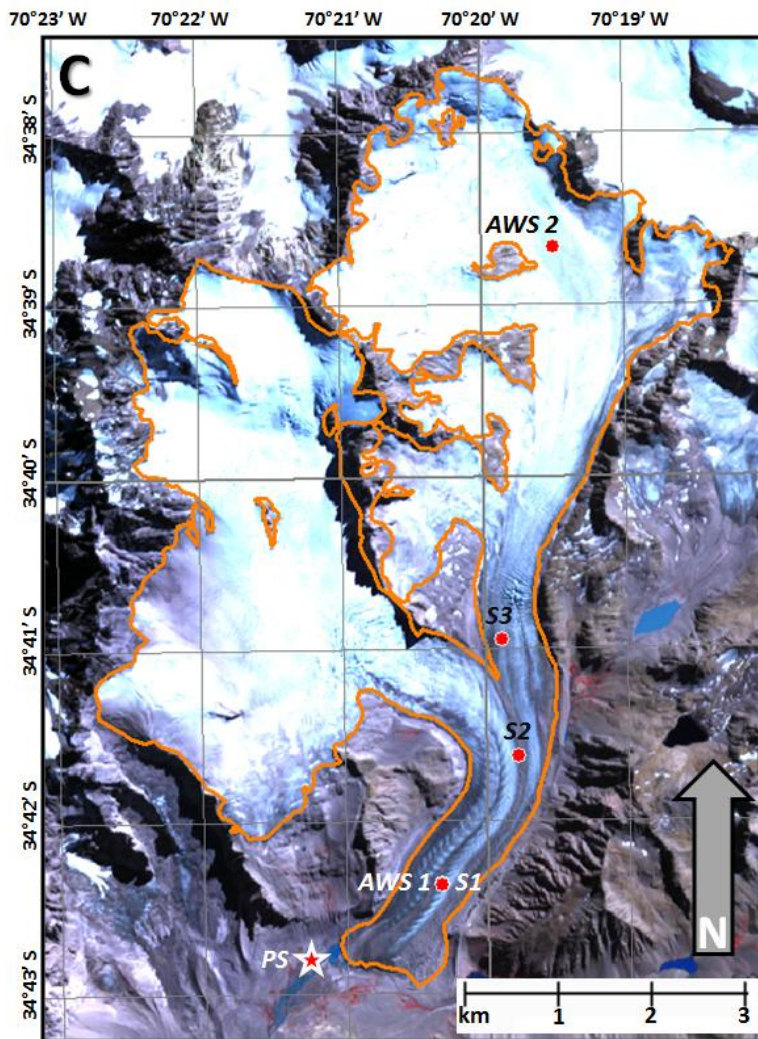 70°23' W 70°22' W 70°21' W 70°20' W 70°19' W
C
34°38' S
AWS 2
34°39' S
34°40' S
34°41' S
S3
S2
34°42' S
AWS 1 S1
PS
N
34°43' S
km 1 2 3